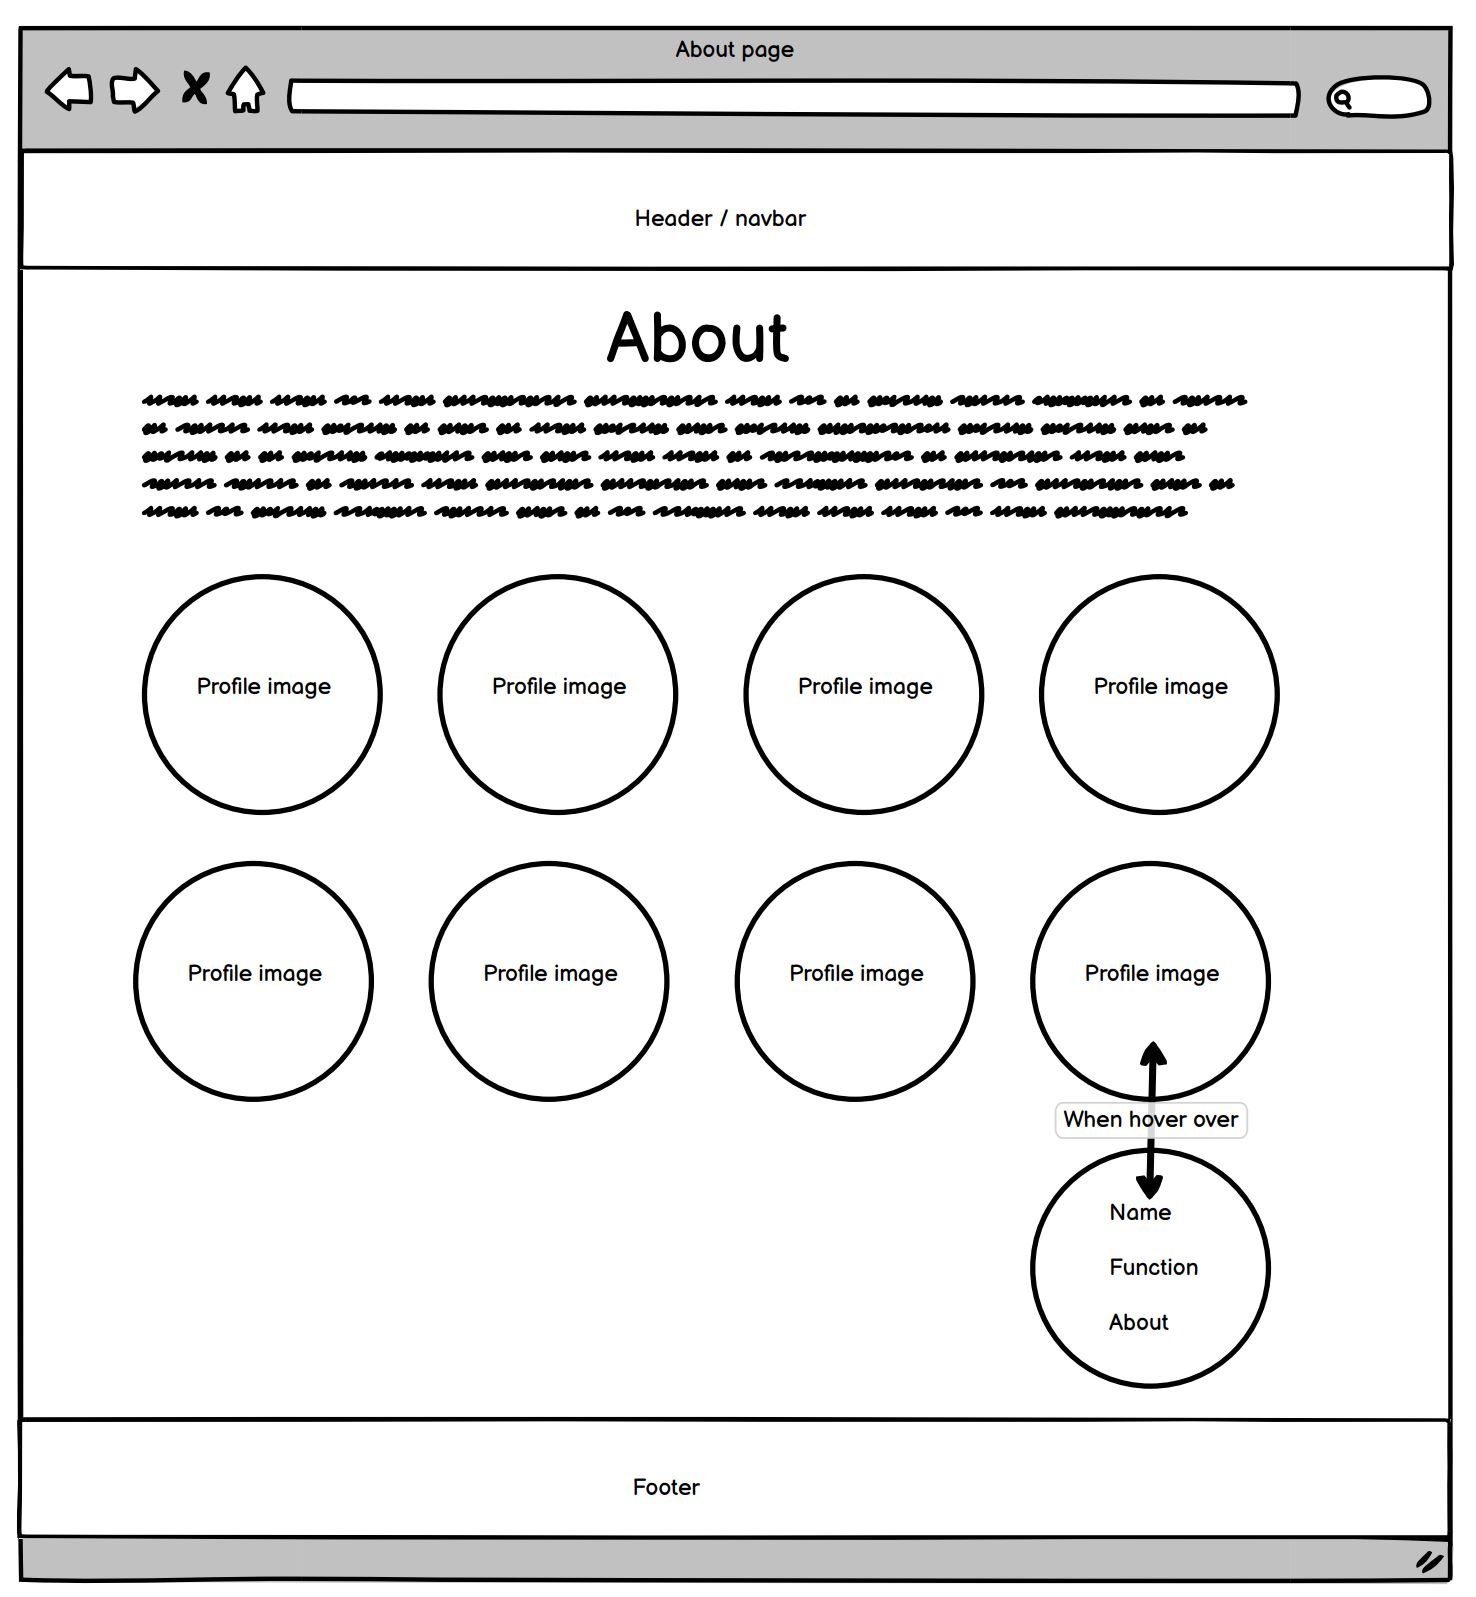 About page
Header / navbar
About
Profile image
Profile image
Profile image
Profile image
Profile image
Profile image
Profile image
Profile image
When hover over
Name
Function
About
Footer